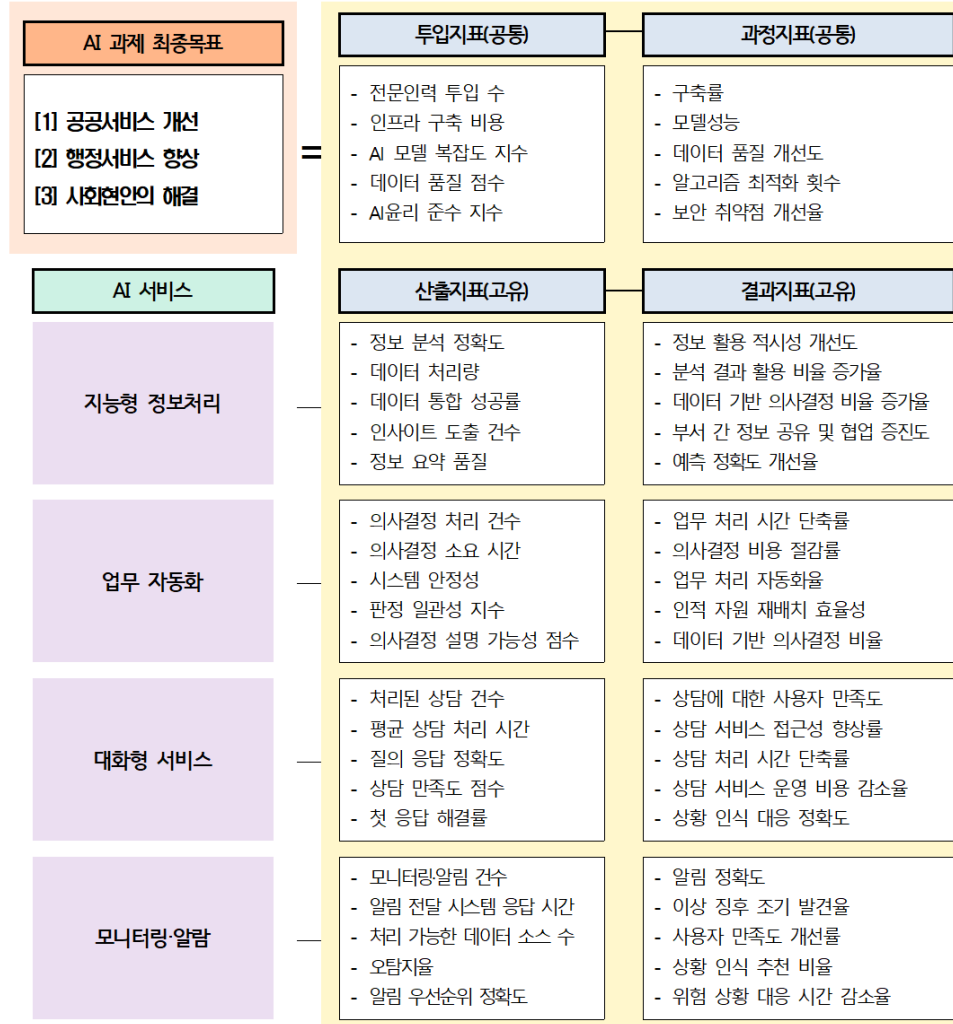 AI 과제 최종목표
[1] 공공서비스 개선
[2] 행정서비스 향상
[3] 사회현안의 해결
=
투입지표(공통)
- 전문인력 투입 수
- 인프라 구축 비용
- AI 모델 복잡도 지수
- 데이터 품질 점수
- AI윤리 준수 지수
과정지표(공통)
- 구축률
- 모델성능
- 데이터 품질 개선도
- 알고리즘 최적화 횟수
- 보안 취약점 개선율
AI 서비스
산출지표(고유)
결과지표(고유)
지능형 정보처리
- 정보 분석 정확도
- 데이터 처리량
- 데이터 통합 성공률
- 인사이트 도출 건수
- 정보 요약 품질
- 정보 활용 적시성 개선도
- 분석 결과 활용 비율 증가율
- 데이터 기반 의사결정 비율 증가율
- 부서 간 정보 공유 및 협업 증진도
- 예측 정확도 개선율
업무 자동화
- 의사결정 처리 건수
- 의사결정 소요 시간
- 시스템 안정성
- 판정 일관성 지수
- 의사결정 설명 가능성 점수
- 업무 처리 시간 단축률
- 의사결정 비용 절감률
- 업무 처리 자동화율
- 인적 자원 재배치 효율성
- 데이터 기반 의사결정 비율
대화형 서비스
- 처리된 상담 건수
- 평균 상담 처리 시간
- 질의 응답 정확도
- 상담 만족도 점수
- 첫 응답 해결률
- 상담에 대한 사용자 만족도
- 상담 서비스 접근성 향상률
- 상담 처리 시간 단축률
- 상담 서비스 운영 비용 감소율
- 상황 인식 대응 정확도
모니터링·알람
- 모니터링·알림 건수
- 알림 전달 시스템 응답 시간
- 처리 가능한 데이터 소스 수
- 오탐지율
- 알림 우선순위 정확도
- 알림 정확도
- 이상 징후 조기 발견율
- 사용자 만족도 개선률
- 상황 인식 추천 비율
- 위험 상황 대응 시간 감소율